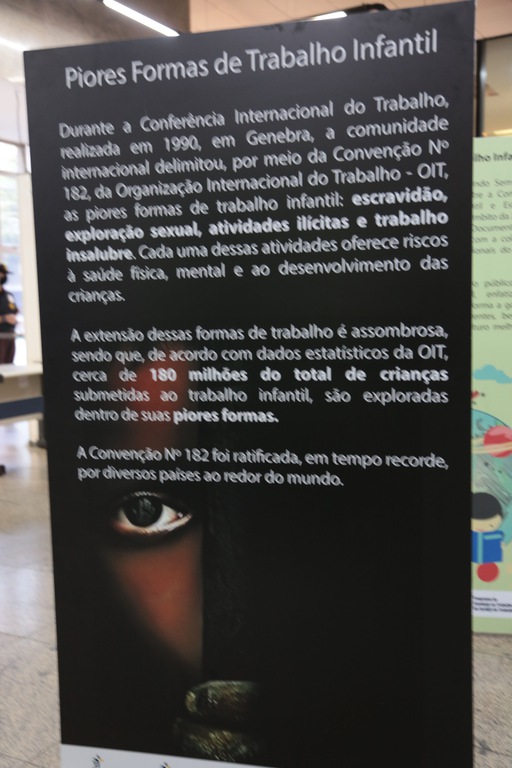 Piores Formas de Trabalho Infantil
Durante a Conferência Internacional do Trabalho,
realizada em 1990, em Genebra, a comunidade
internacional delimitou, por meio da Convenção Nº
182, da Organização Internacional do Trabalho - OIT,
as piores formas de trabalho infantil: escravidão,
exploração sexual, atividades ilícitas e trabalho
insalubre. Cada uma dessas atividades oferece riscos
à saúde física, mental e ao desenvolvimento das
crianças.
A extensão dessas formas de trabalho é assombrosa,
sendo que, de acordo com dados estatísticos da OIT,
cerca de 180 milhões do total de crianças
submetidas ao trabalho infantil, são exploradas
dentro de suas piores formas.
A Convenção Nº 182 foi ratificada, em tempo recorde,
por diversos países ao redor do mundo.